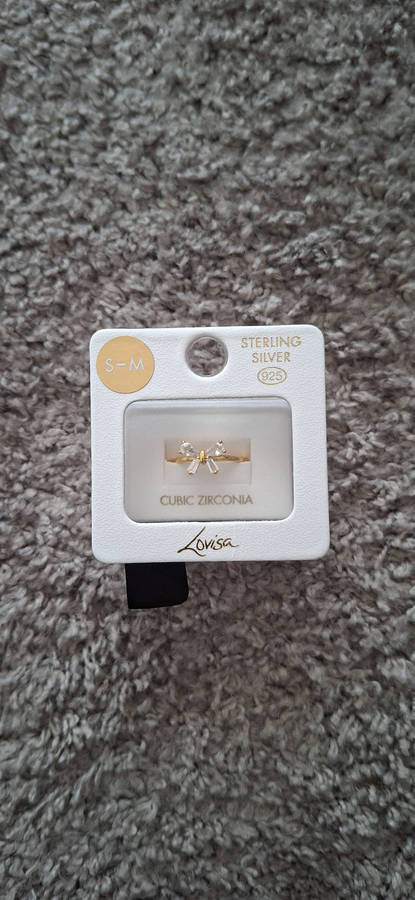 S-M
STERLING
SILVER
925
CUBIC ZIRCONIA
Lovisa